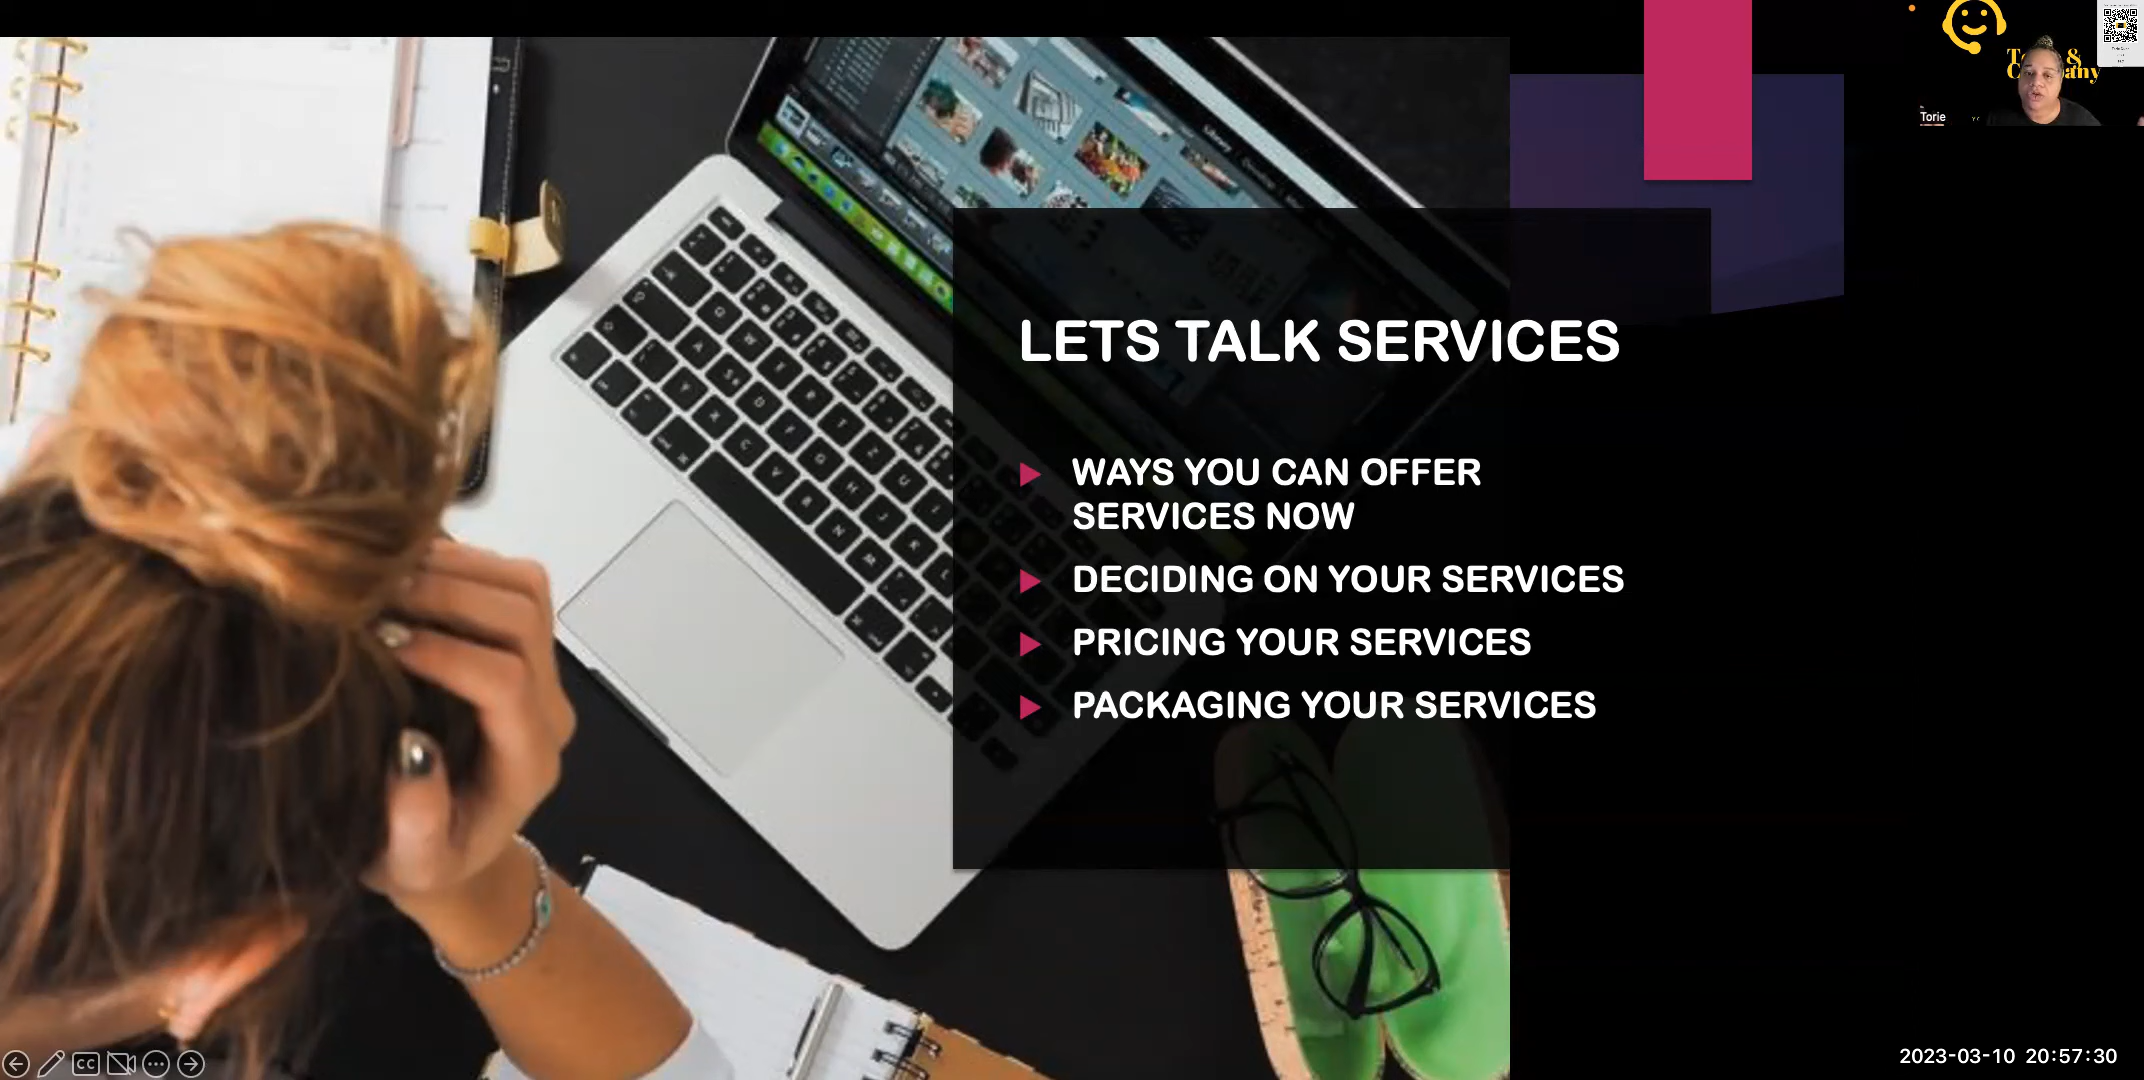 Torie
LETS TALK SERVICES
WAYS YOU CAN OFFER
SERVICES NOW
DECIDING ON YOUR SERVICES
PRICING YOUR SERVICES
PACKAGING YOUR SERVICES
CC
2023-03-10 20:57:30